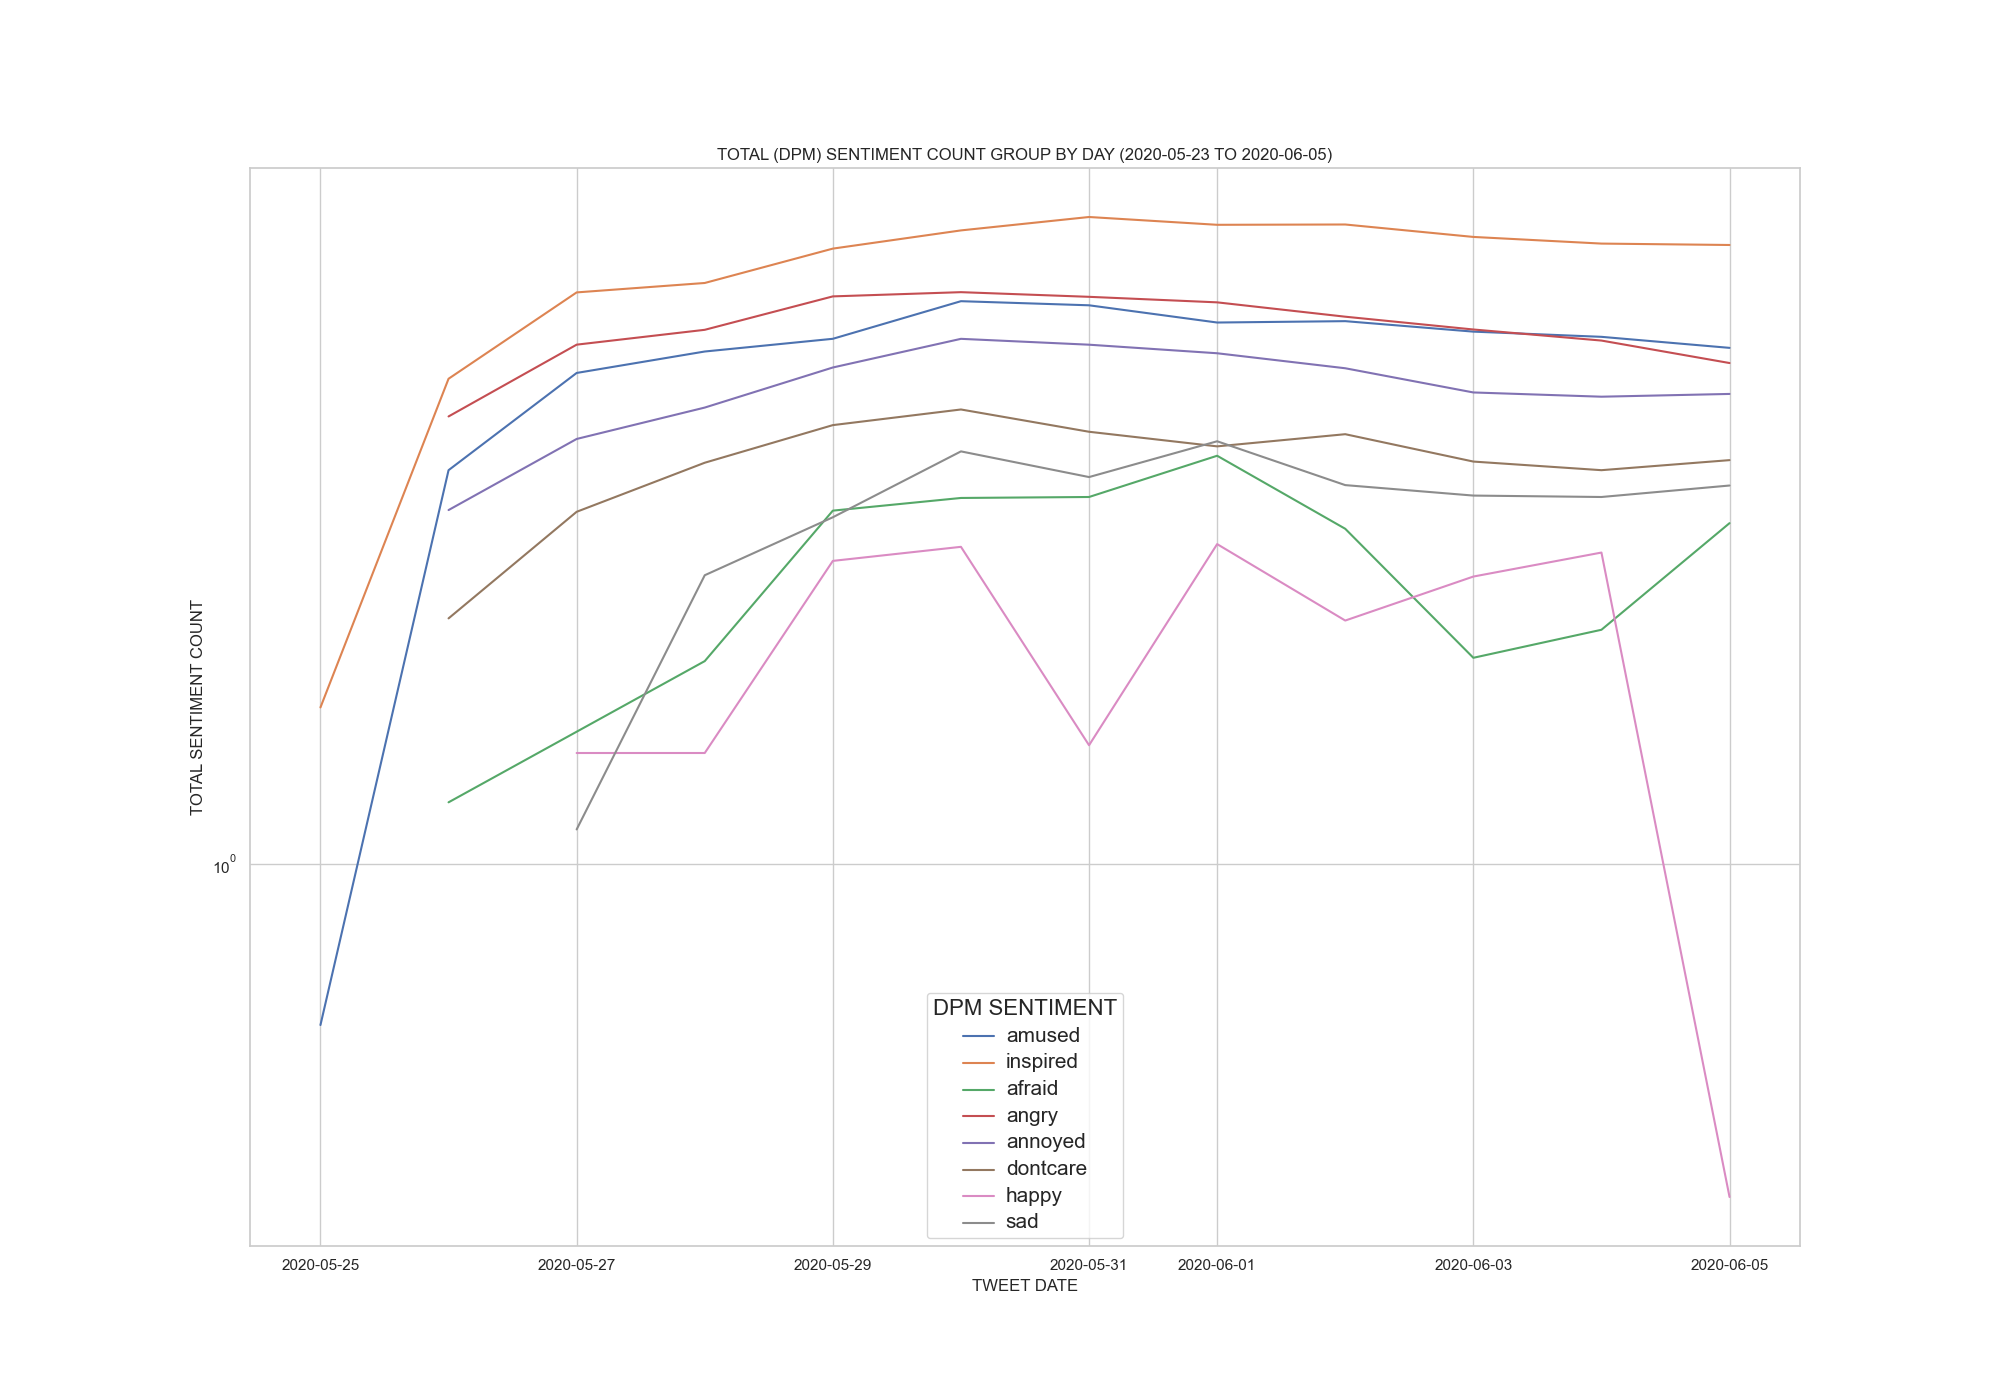 TOTAL (DPM) SENTIMENT COUNT GROUP BY DAY (2020-05-23 TO 2020-06-05)
TOTAL SENTIMENT COUNT
10^0
DPM SENTIMENT
amused
inspired
afraid
angry
annoyed
dontcare
happy
sad
2020-05-25 2020-05-27 2020-05-29 2020-05-31 2020-06-01 2020-06-03 2020-06-05
TWEET DATE